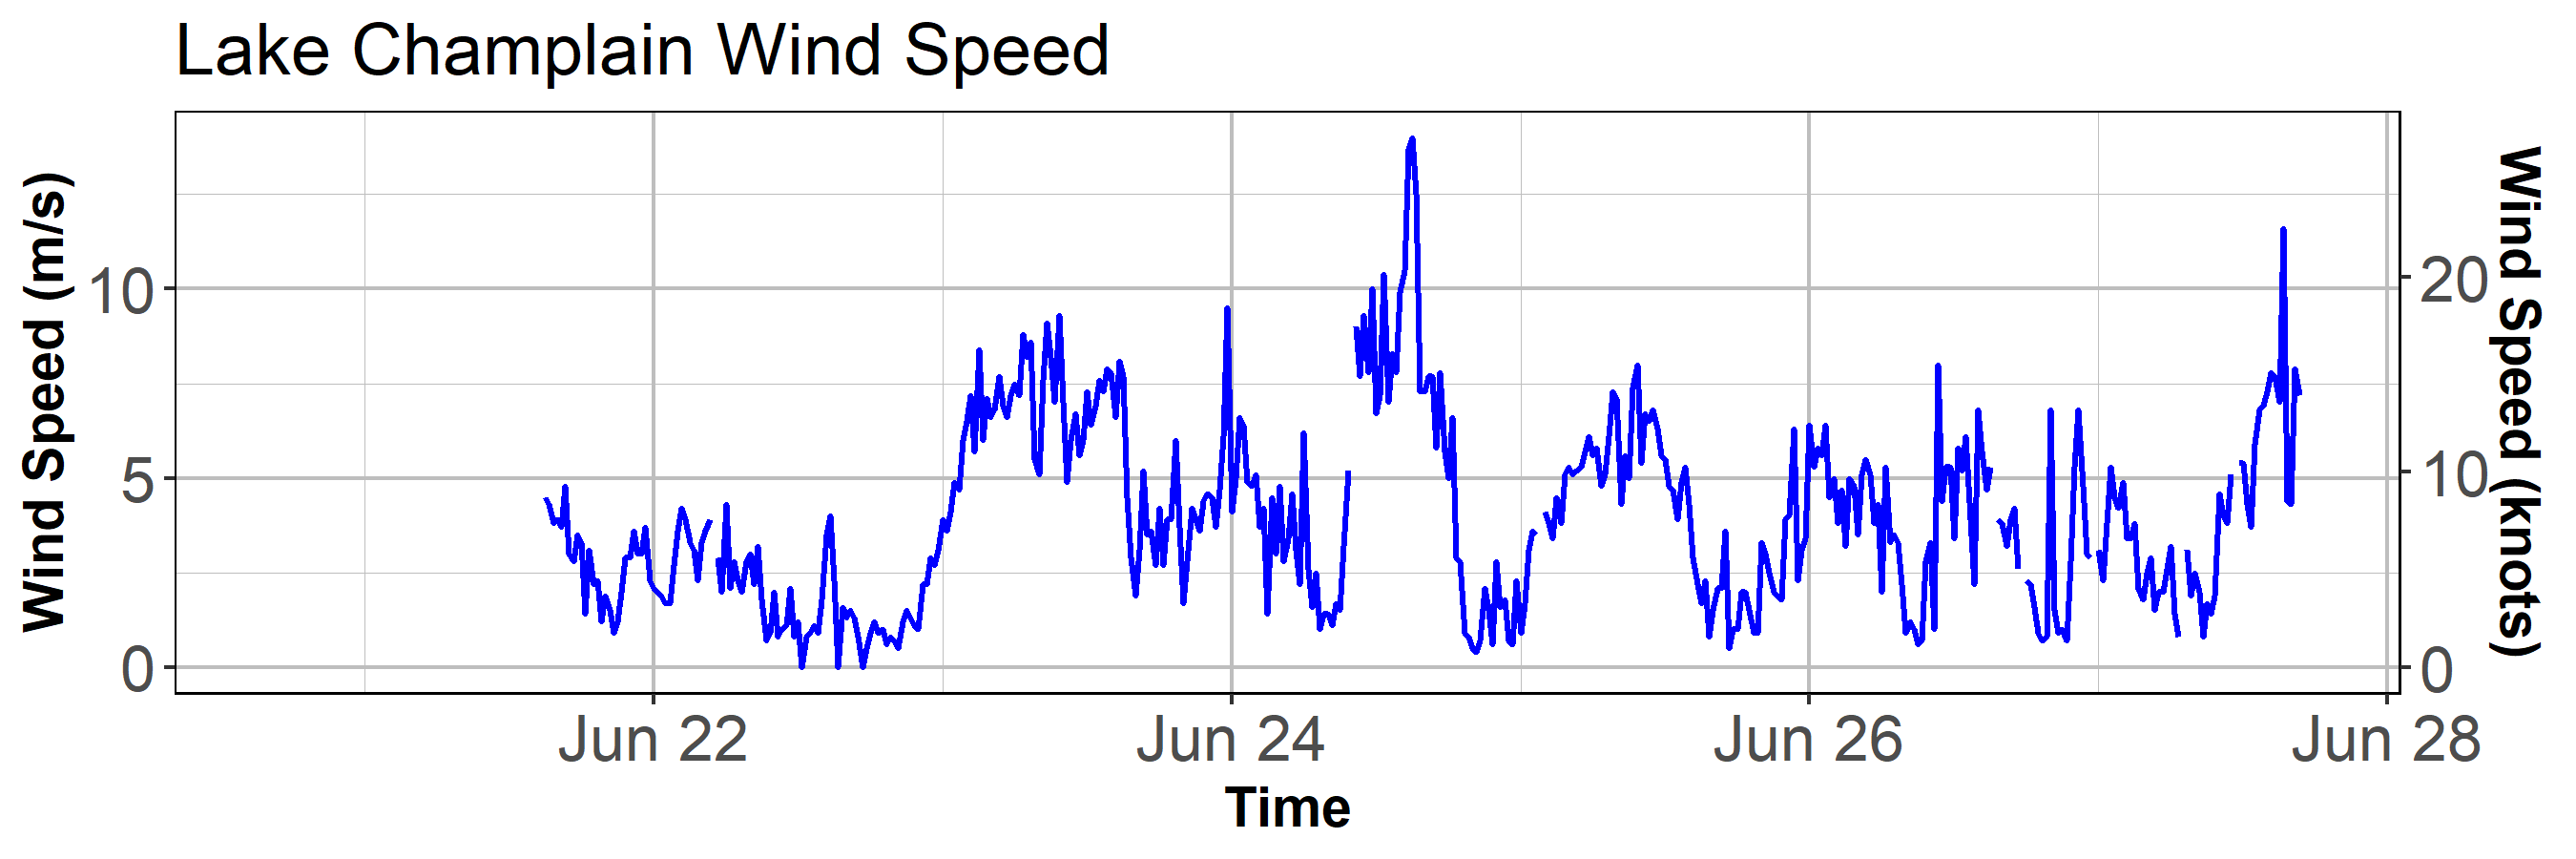 Lake Champlain Wind Speed
Wind Speed (m/s)
10
5
0
20
10
0
Wind Speed (knots)
Jun 22
Jun 24
Jun 26
Jun 28
Time